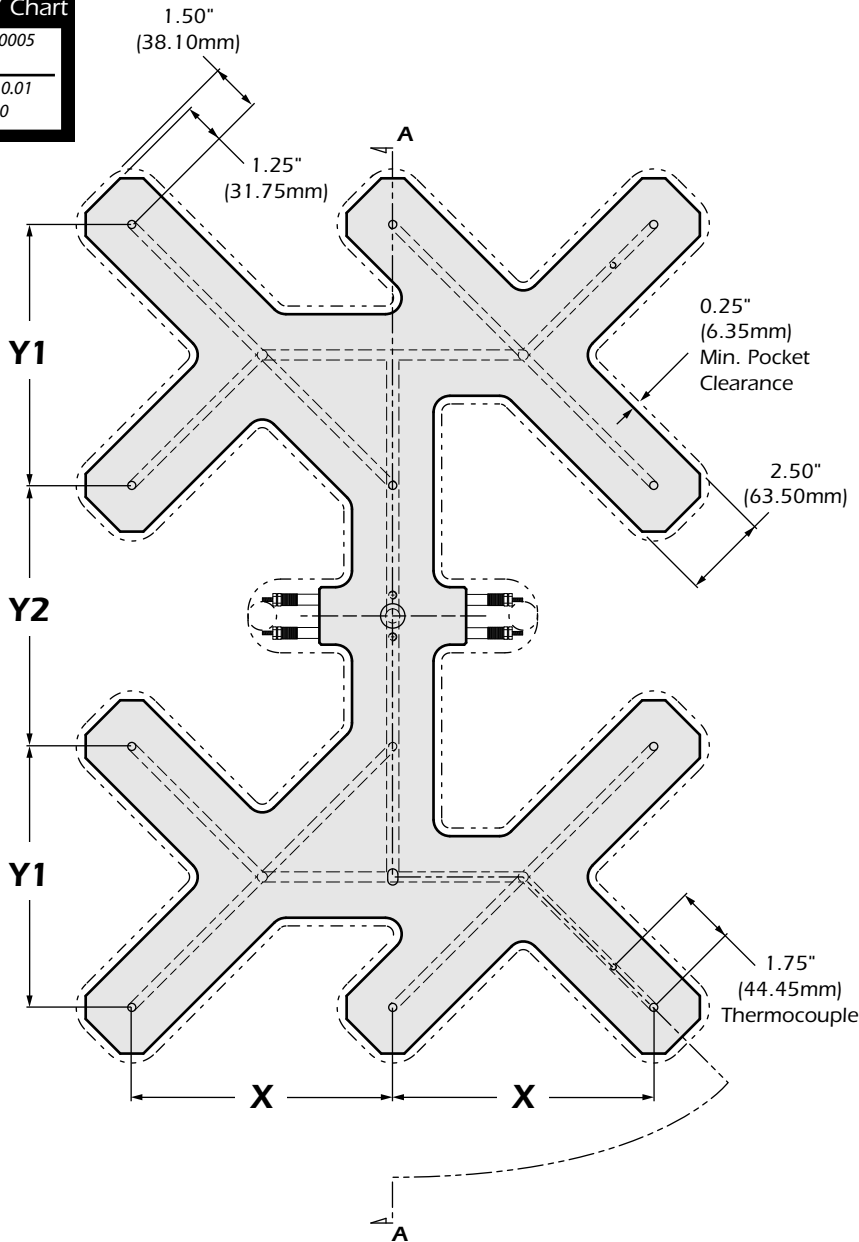 Chart
0005
0.01
0
1.50"
(38.10mm)
A
1.25"
(31.75mm)
0.25"
(6.35mm)
Min. Pocket
Clearance
Y1
2.50"
(63.50mm)
Y2
Y1
1.75"
(44.45mm)
Thermocouple
X X
A